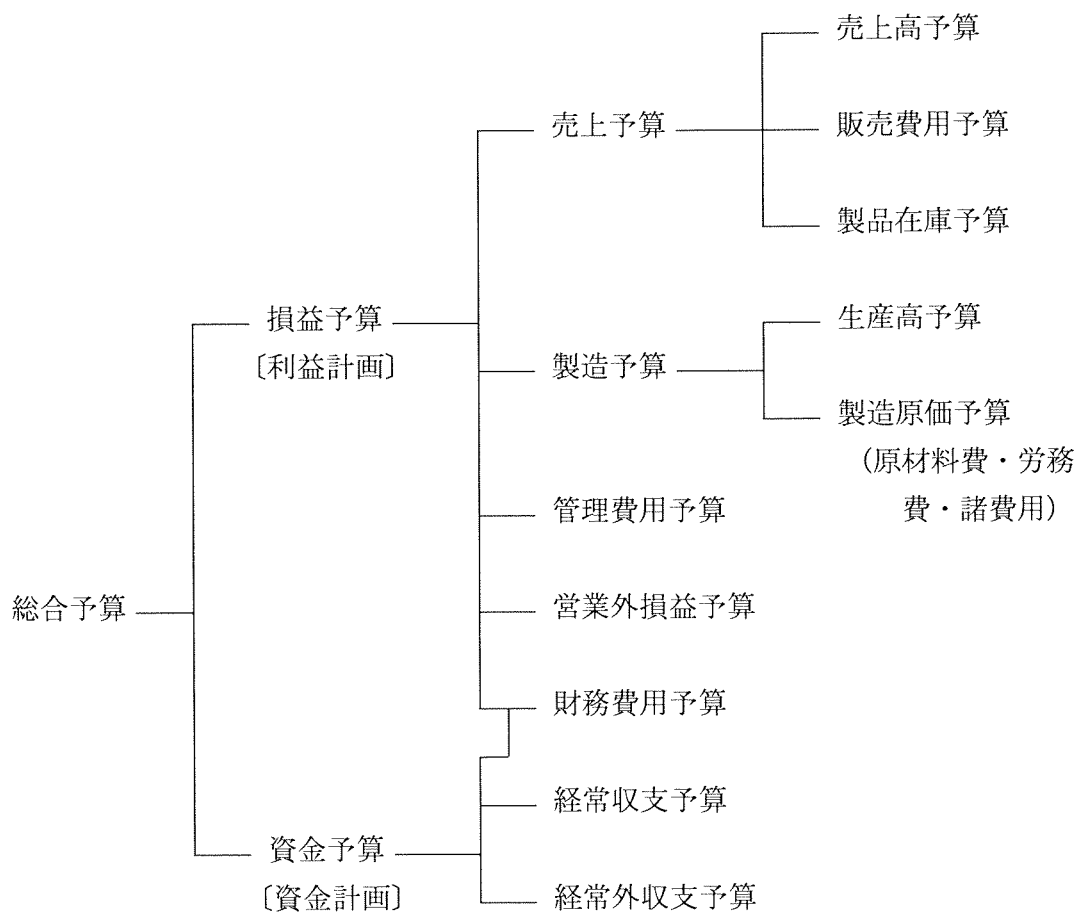 売上高予算
売上予算
販売費用予算
製品在庫予算
損益予算
〔利益計画〕
生産高予算
製造予算
製造原価予算
（原材料費・労務
費・諸費用）
管理費用予算
総合予算
営業外損益予算
財務費用予算
経常収支予算
資金予算
〔資金計画〕
経常外収支予算